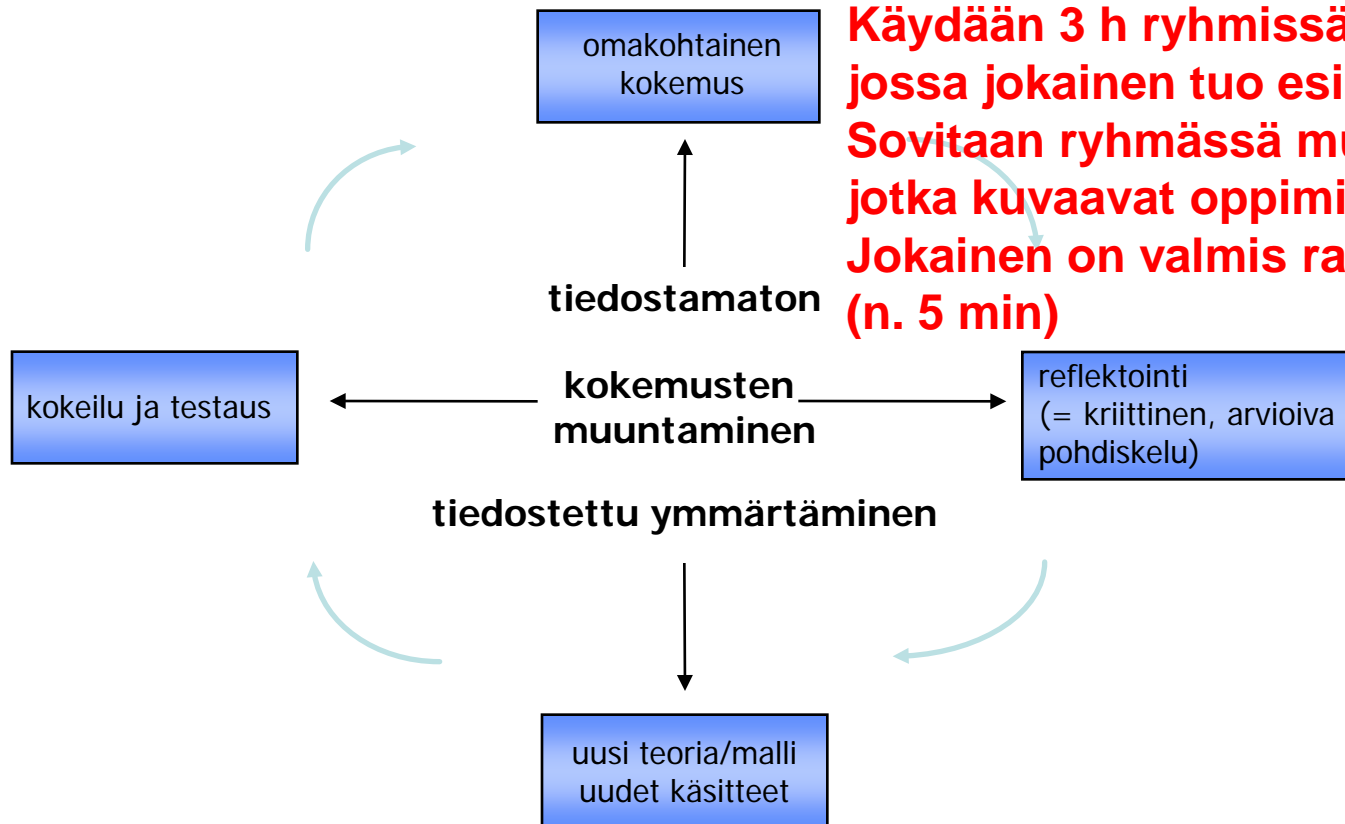 omakohtainen
kokemus
Käydään 3 h ryhmissä
jossa jokainen tuo esi
Sovitaan ryhmässä mu
jotka kuvaavat oppimi
Jokainen on valmis ra
(n. 5 min)
tiedostamaton
kokeilu ja testaus
kokemusten
muuntaminen
reflektointi
(= kriittinen, arvioiva
pohdiskelu)
tiedostettu ymmärtäminen
uusi teoria/malli
uudet käsitteet